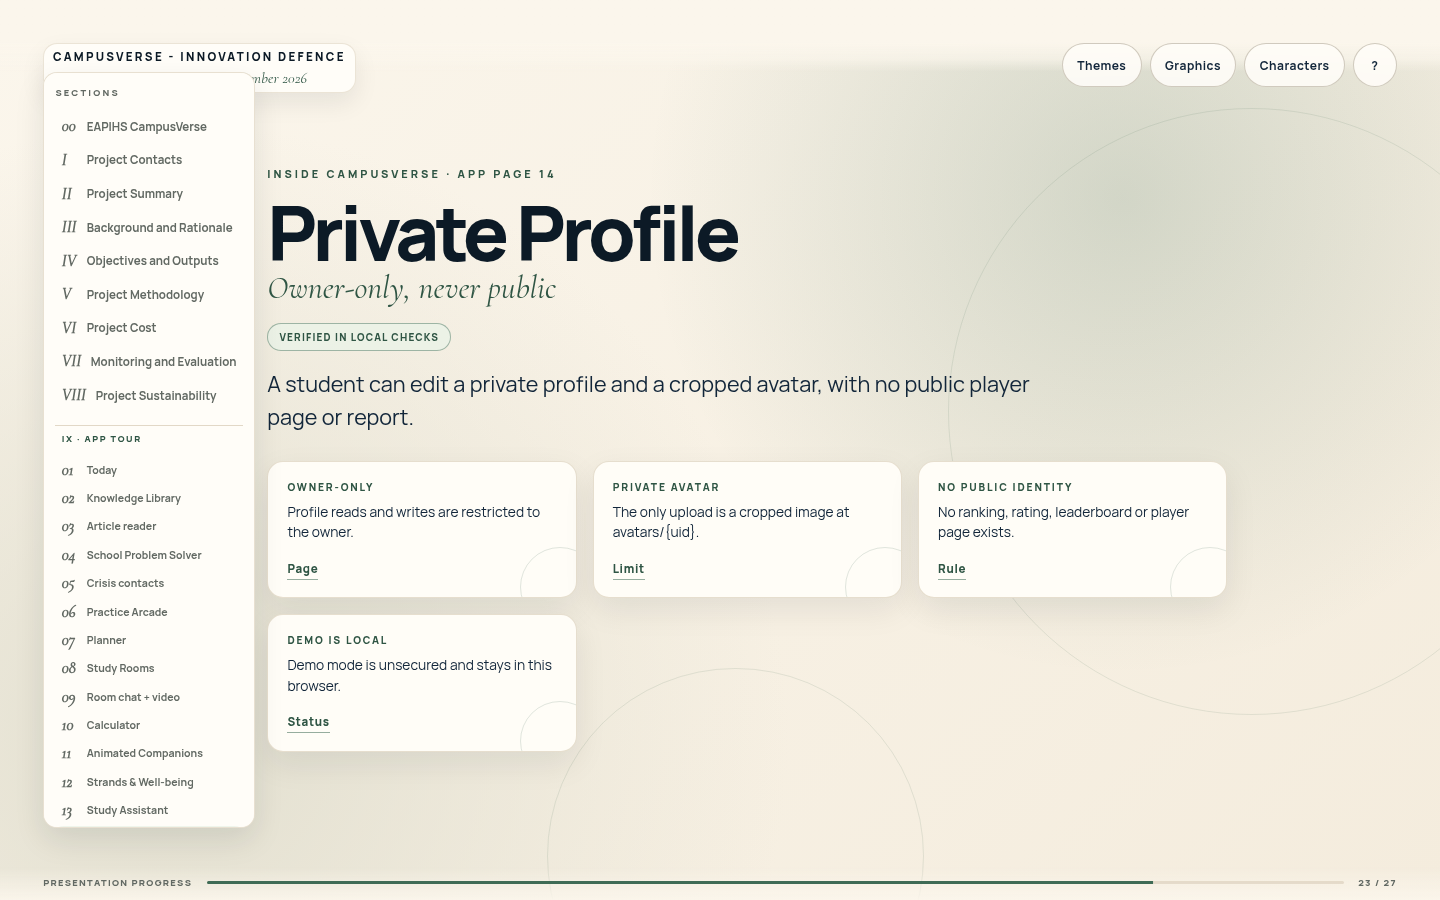 CAMPUSVERSE - INNOVATION DEFENCE
2026
Themes
Graphics
Characters
?
SECTIONS
00 EAPIHS CampusVerse
I Project Contacts
II Project Summary
III Background and Rationale
IV Objectives and Outputs
V Project Methodology
VI Project Cost
VII Monitoring and Evaluation
VIII Project Sustainability
IX · APP TOUR
01 Today
02 Knowledge Library
03 Article reader
04 School Problem Solver
05 Crisis contacts
06 Practice Arcade
07 Planner
08 Study Rooms
09 Room chat + video
10 Calculator
11 Animated Companions
12 Strands & Well-being
13 Study Assistant
INSIDE CAMPUSVERSE · APP PAGE 14
Private Profile
Owner-only, never public
VERIFIED IN LOCAL CHECKS
A student can edit a private profile and a cropped avatar, with no public player
page or report.
OWNER-ONLY
Profile reads and writes are restricted to
the owner.
Page
PRIVATE AVATAR
The only upload is a cropped image at
avatars/{uid}.
Limit
NO PUBLIC IDENTITY
No ranking, rating, leaderboard or player
page exists.
Rule
DEMO IS LOCAL
Demo mode is unsecured and stays in this
browser.
Status
PRESENTATION PROGRESS
23 / 27